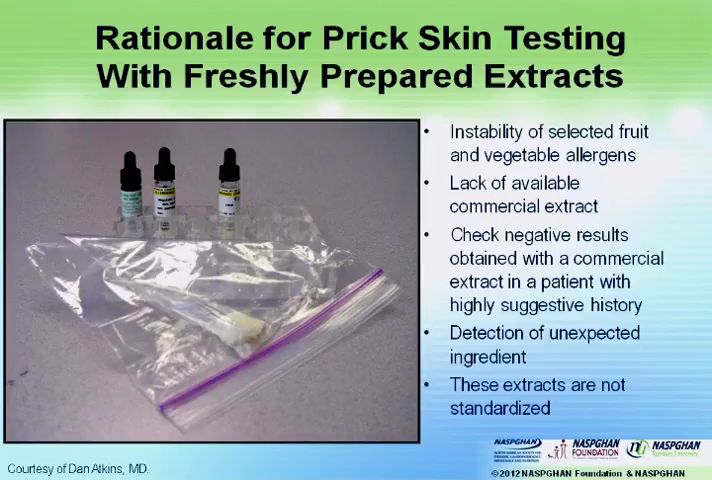 Rationale for Prick Skin Testing
With Freshly Prepared Extracts
• Instability of selected fruit
and vegetable allergens
• Lack of available
commercial extract
• Check negative results
obtained with a commercial
extract in a patient with
highly suggestive history
• Detection of unexpected
ingredient
• These extracts are not
standardized
NASPGHAN
NASPGHAN
FOUNDATION
NASPGHAN
Courtesy of Dan Atkins, MD.
©2012 NASPGHAN Foundation & NASPGHAN